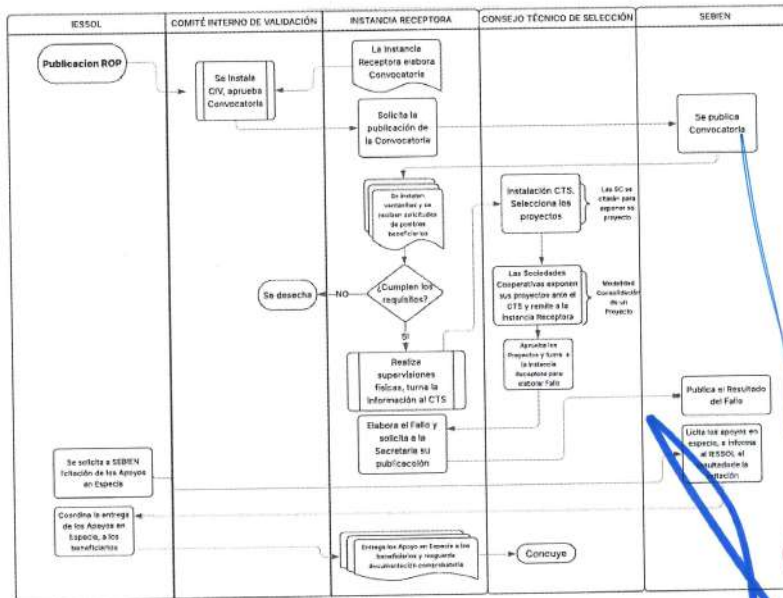 IESSOL
COMITÉ INTERNO DE VALIDACIÓN
INSTANCIA RECEPTORA
CONSEJO TÉCNICO DE SELECCIÓN
SEBIEN
Publicacion ROP
Se Instala
CIV, aprueba
Convocatoria
La Instancia
Receptora elabora
Convocatoria
Solicita la
publicación de
la Convocatoria
Se publica
Convocatoria
Se instalan
ventanillas y se
reciben solicitudes
de posibles
beneficiarios
Instalación CTS.
Selecciona los
proyectos
Las SC se
citarán para
exponer su
proyecto
¿Cumplen los
requisitos?
NO
Se desecha
SI
Las Sociedades
Cooperativas exponen
sus proyectos ante el
CTS y remite a la
Instancia Receptora
Modalidad
Consolidación
de un
Proyecto
Realiza
supervisiones
físicas, turna la
información al CTS
Aprueba los
Proyectos y turna a
la Instancia
Receptora para
elaborar Fallo
Publica el Resultado
del Fallo
Elabora el Fallo y
solicita a la
Secretaría su
publicación
Se solicita a SEBIEN
licitación de los Apoyos
en Especie
Licita los apoyos en
especie, e informa
al IESSOL el
resultado de la
licitación
Coordina la entrega
de los Apoyos en
Especie, a los
beneficiarios
Entrega los Apoyo en Especie a los
beneficiarios y resguarda
documentación comprobatoria
Concluye